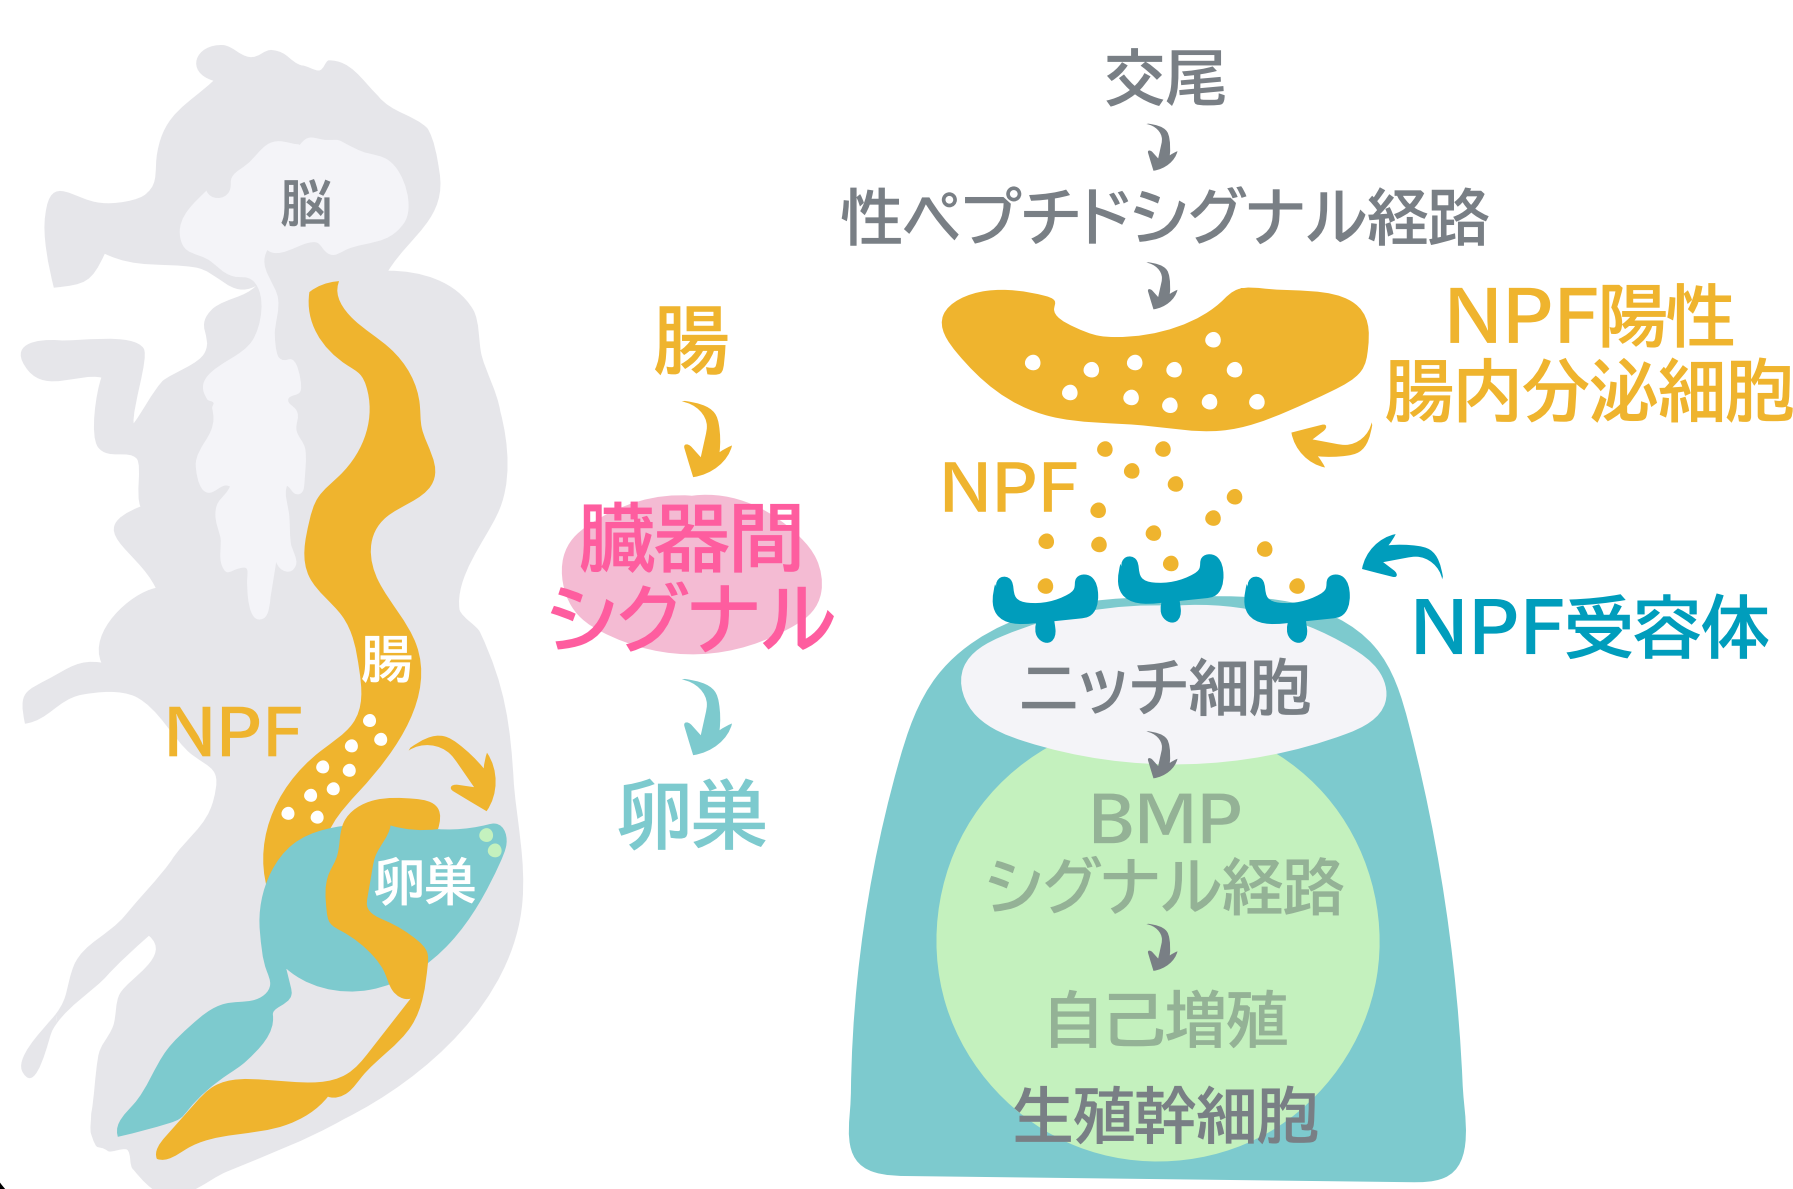 脳
腸
NPF
卵巣
腸
臓器間
シグナル
卵巣
交尾
性ペプチドシグナル経路
NPF陽性
腸内分泌細胞
NPF
NPF受容体
ニッチ細胞
BMP
シグナル経路
自己増殖
生殖幹細胞